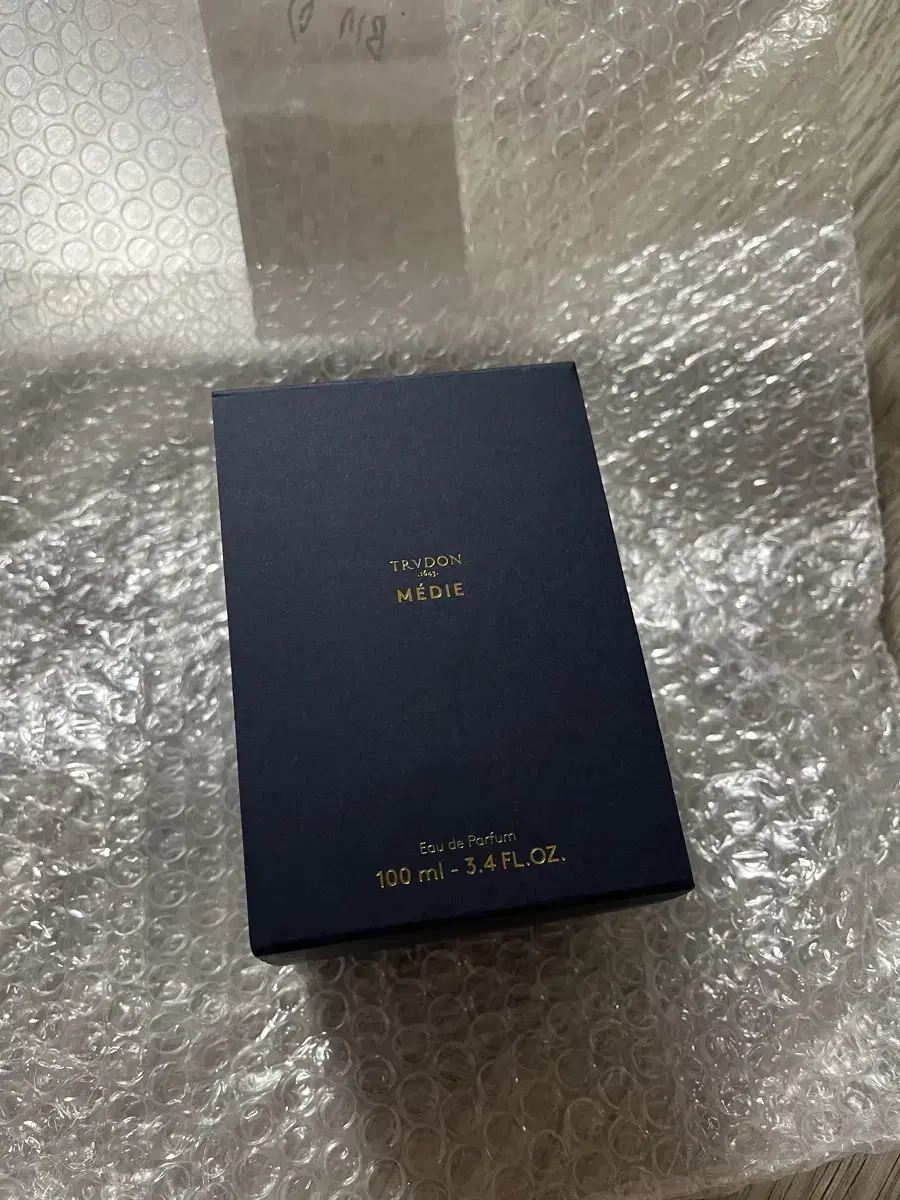 TRVDON
.1643.
MÉDIE
Eau de Parfum
100 ml - 3.4 FL.OZ.